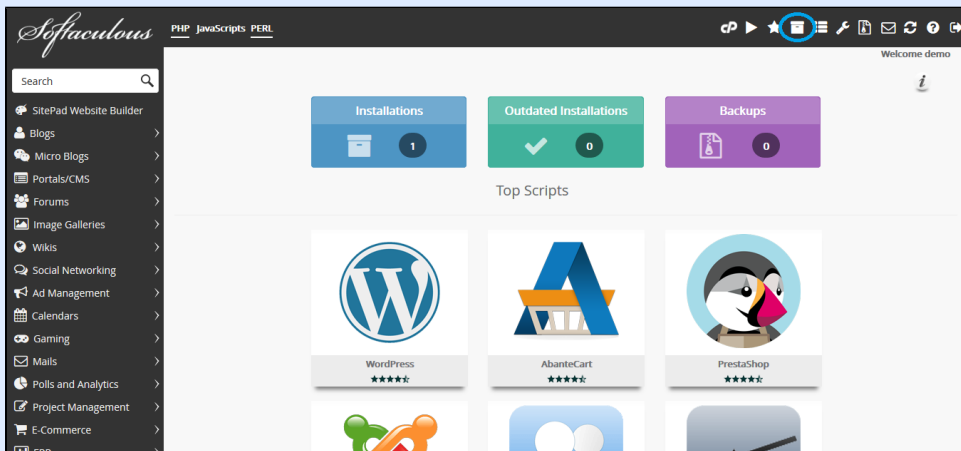 Softaculous
PHP JavaScripts PERL
cP
Welcome demo
Search
SitePad Website Builder
Blogs
Micro Blogs
Portals/CMS
Forums
Image Galleries
Wikis
Social Networking
Ad Management
Calendars
Gaming
Mails
Polls and Analytics
Project Management
E-Commerce
Installations
1
Outdated Installations
0
Backups
0
Top Scripts
WordPress
AbanteCart
PrestaShop